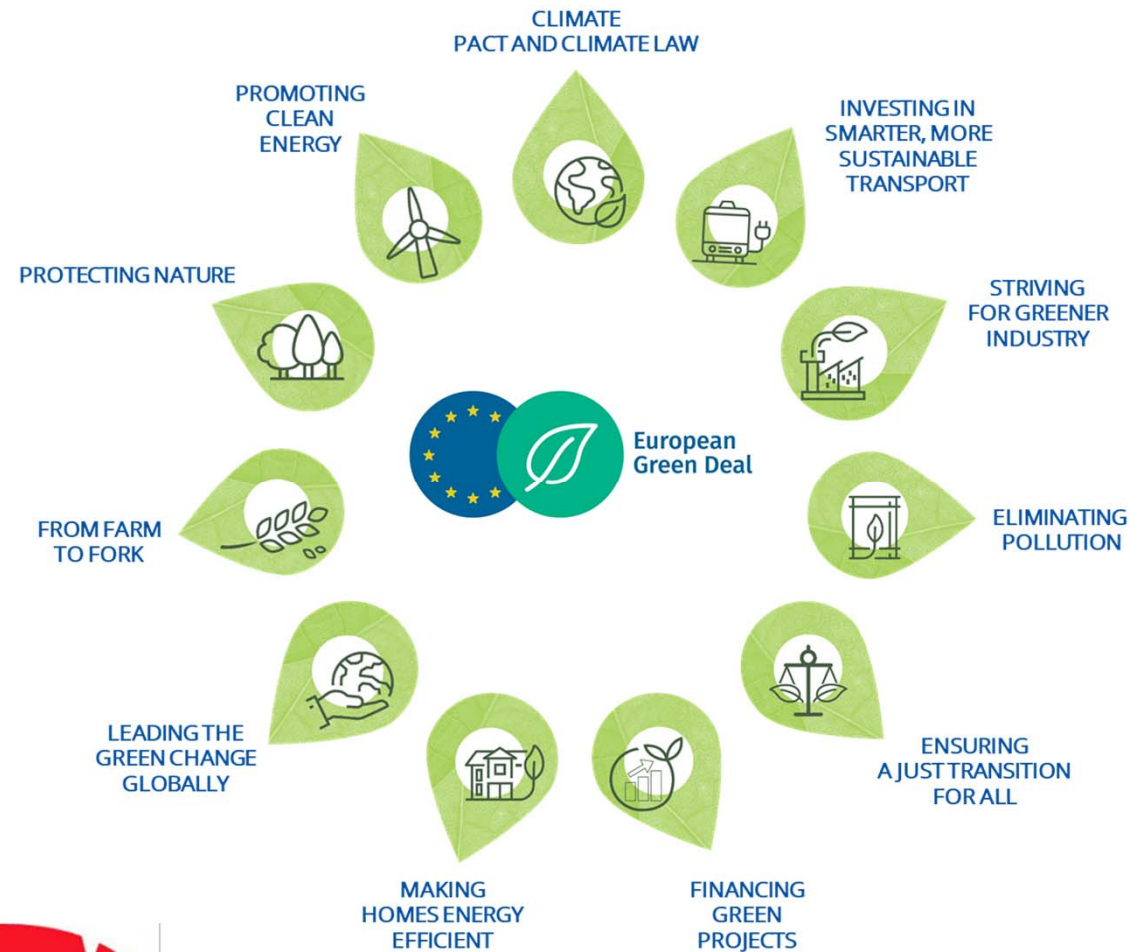 CLIMATE
PACT AND CLIMATE LAW
PROMOTING
CLEAN
ENERGY
INVESTING IN
SMARTER, MORE
SUSTAINABLE
TRANSPORT
PROTECTING NATURE
STRIVING
FOR GREENER
INDUSTRY
European
Green Deal
FROM FARM
TO FORK
ELIMINATING
POLLUTION
LEADING THE
GREEN CHANGE
GLOBALLY
ENSURING
A JUST TRANSITION
FOR ALL
MAKING
HOMES ENERGY
EFFICIENT
FINANCING
GREEN
PROJECTS